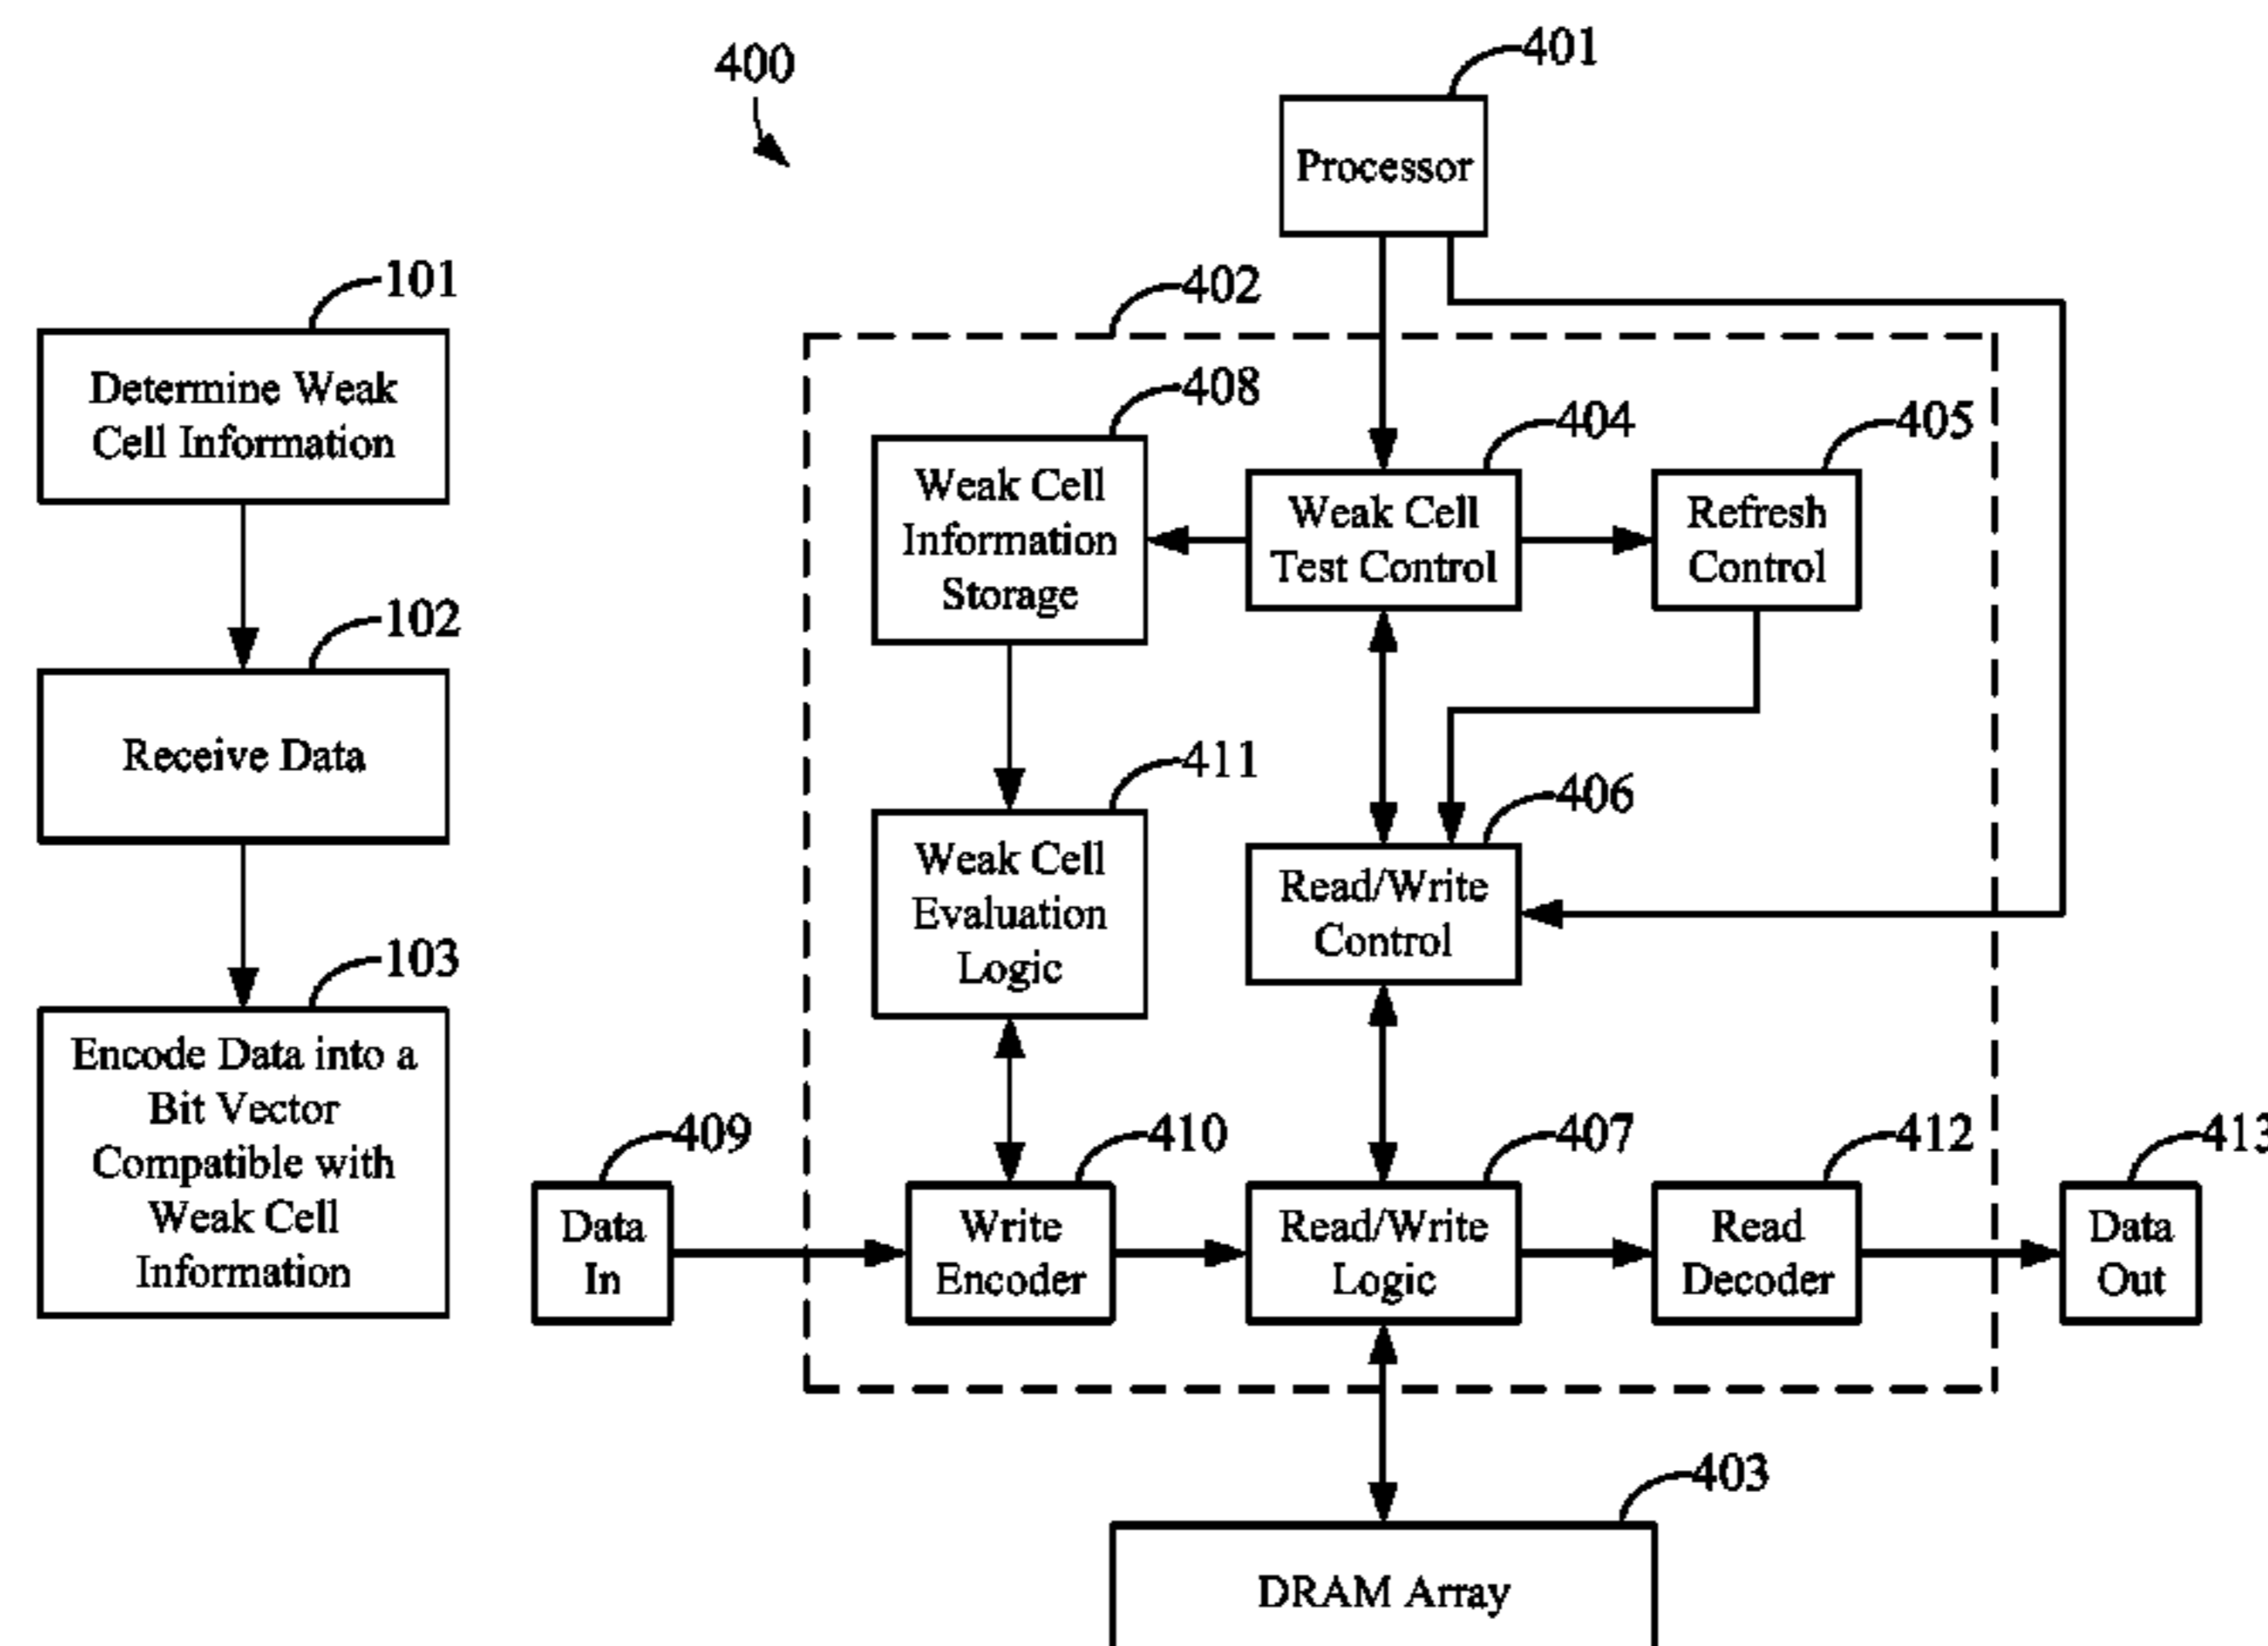 101
Determine Weak
Cell Information
102
Receive Data
103
Encode Data into a
Bit Vector
Compatible with
Weak Cell
Information
400
401
Processor
402
408
Weak Cell
Information
Storage
404
Weak Cell
Test Control
405
Refresh
Control
411
Weak Cell
Evaluation
Logic
406
Read/Write
Control
409
Data
In
410
Write
Encoder
407
Read/Write
Logic
412
Read
Decoder
413
Data
Out
403
DRAM Array